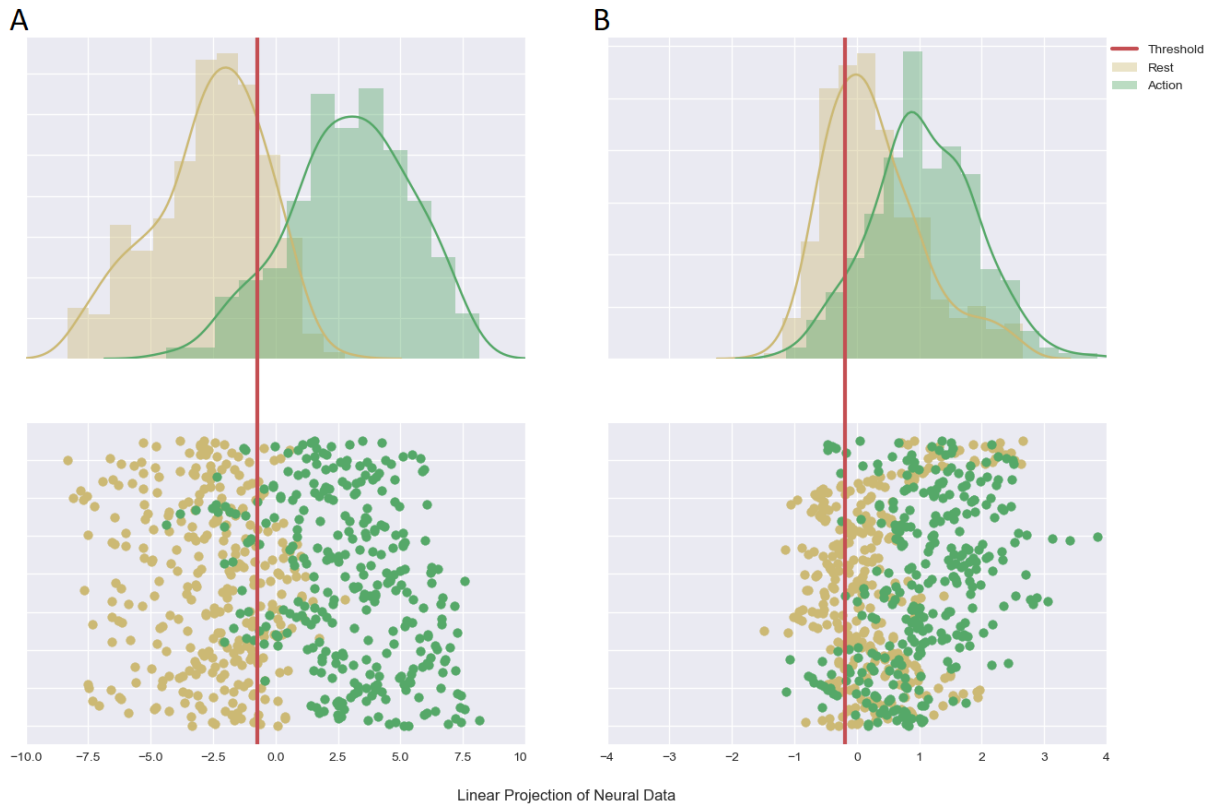 A
B
Threshold
Rest
Action
−10.0 −7.5 −5.0 −2.5 0.0 2.5 5.0 7.5 10
−4 −3 −2 −1 0 1 2 3 4
Linear Projection of Neural Data